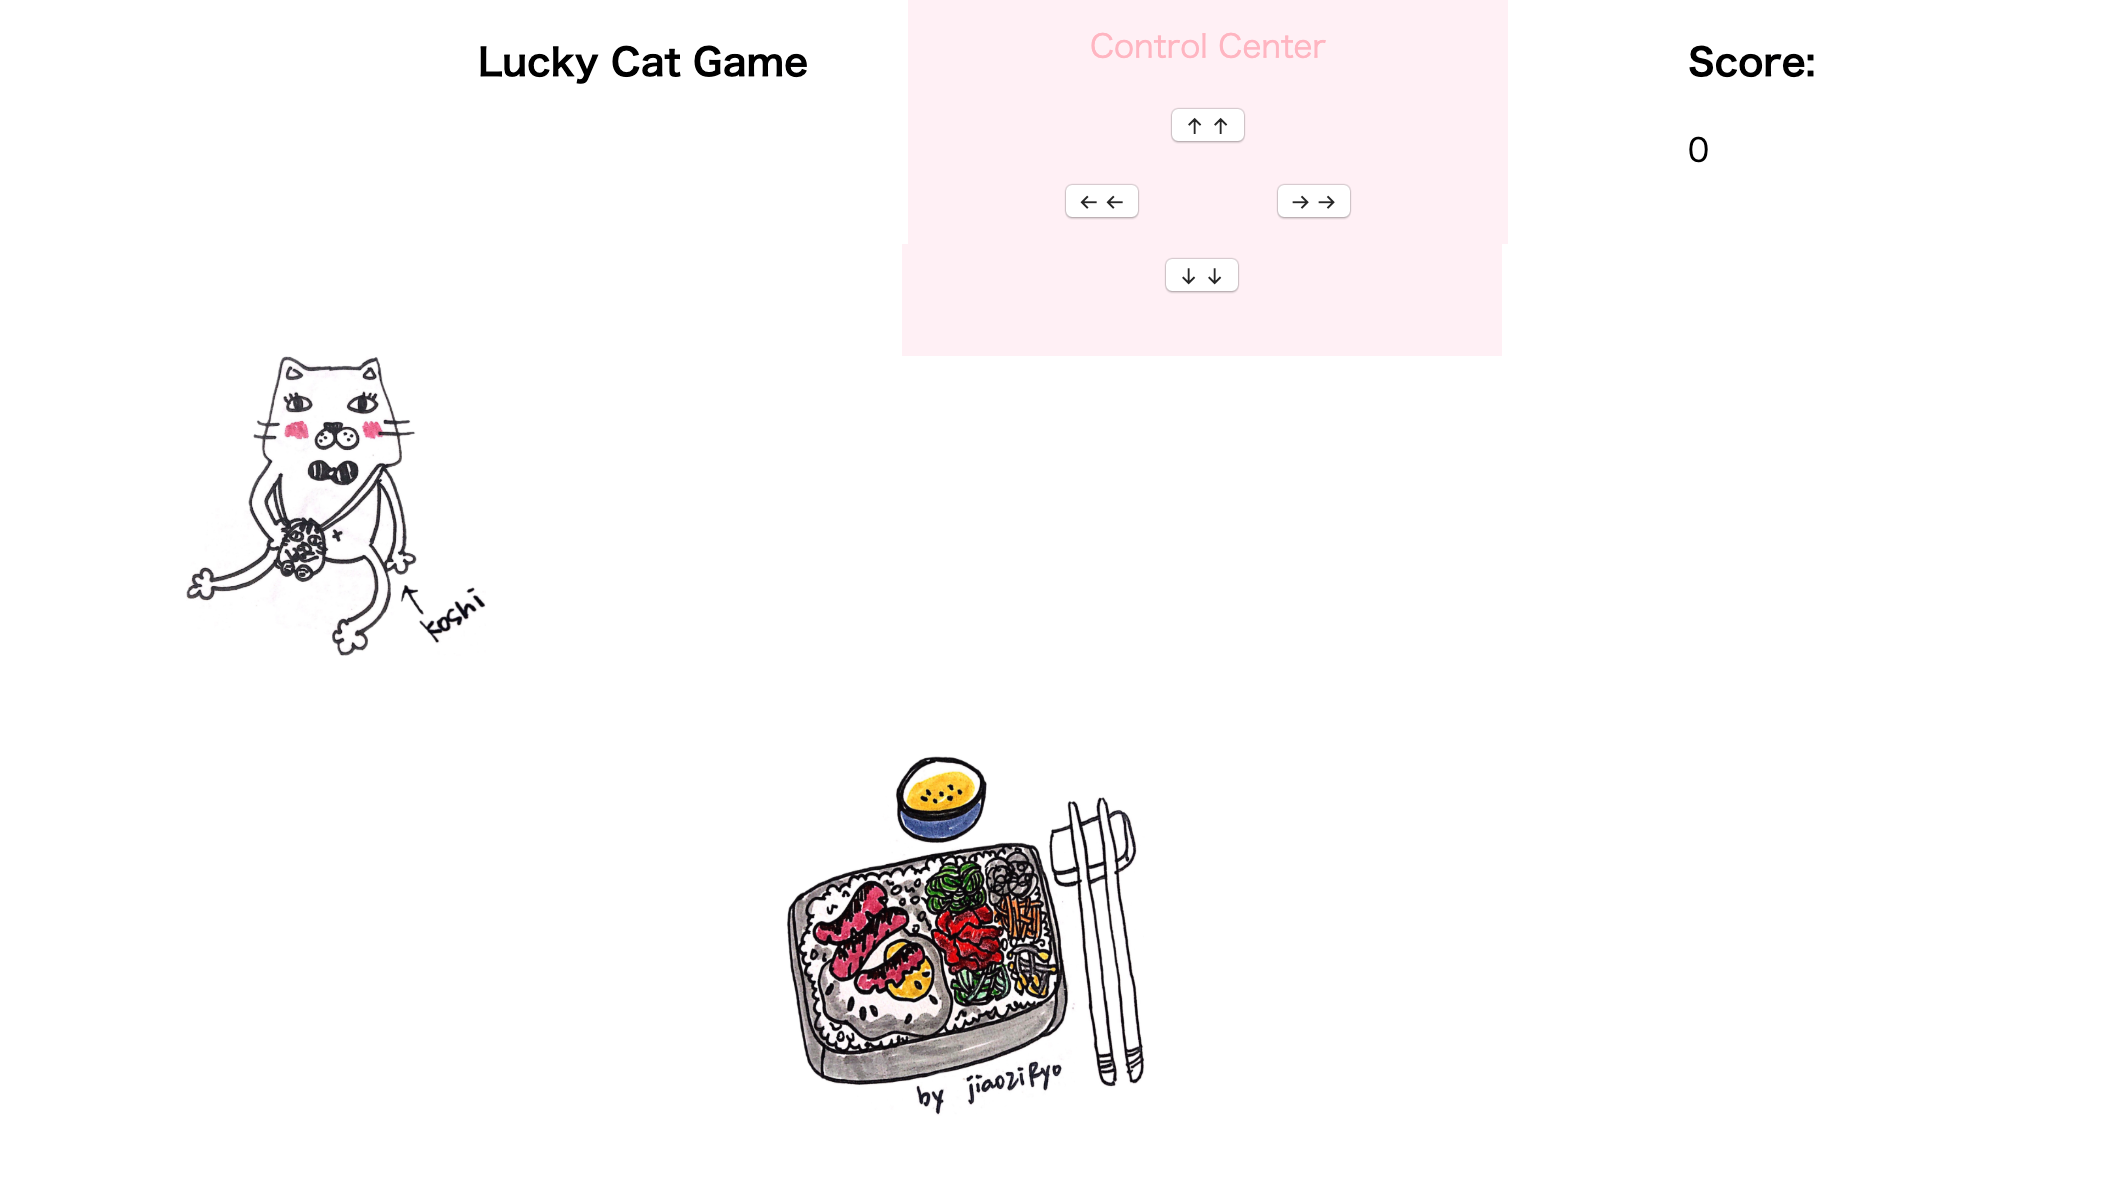 Lucky Cat Game
Control Center
Score:
↑ ↑
0
← ←
→ →
↓ ↓
koshi
by jiaoziRyo